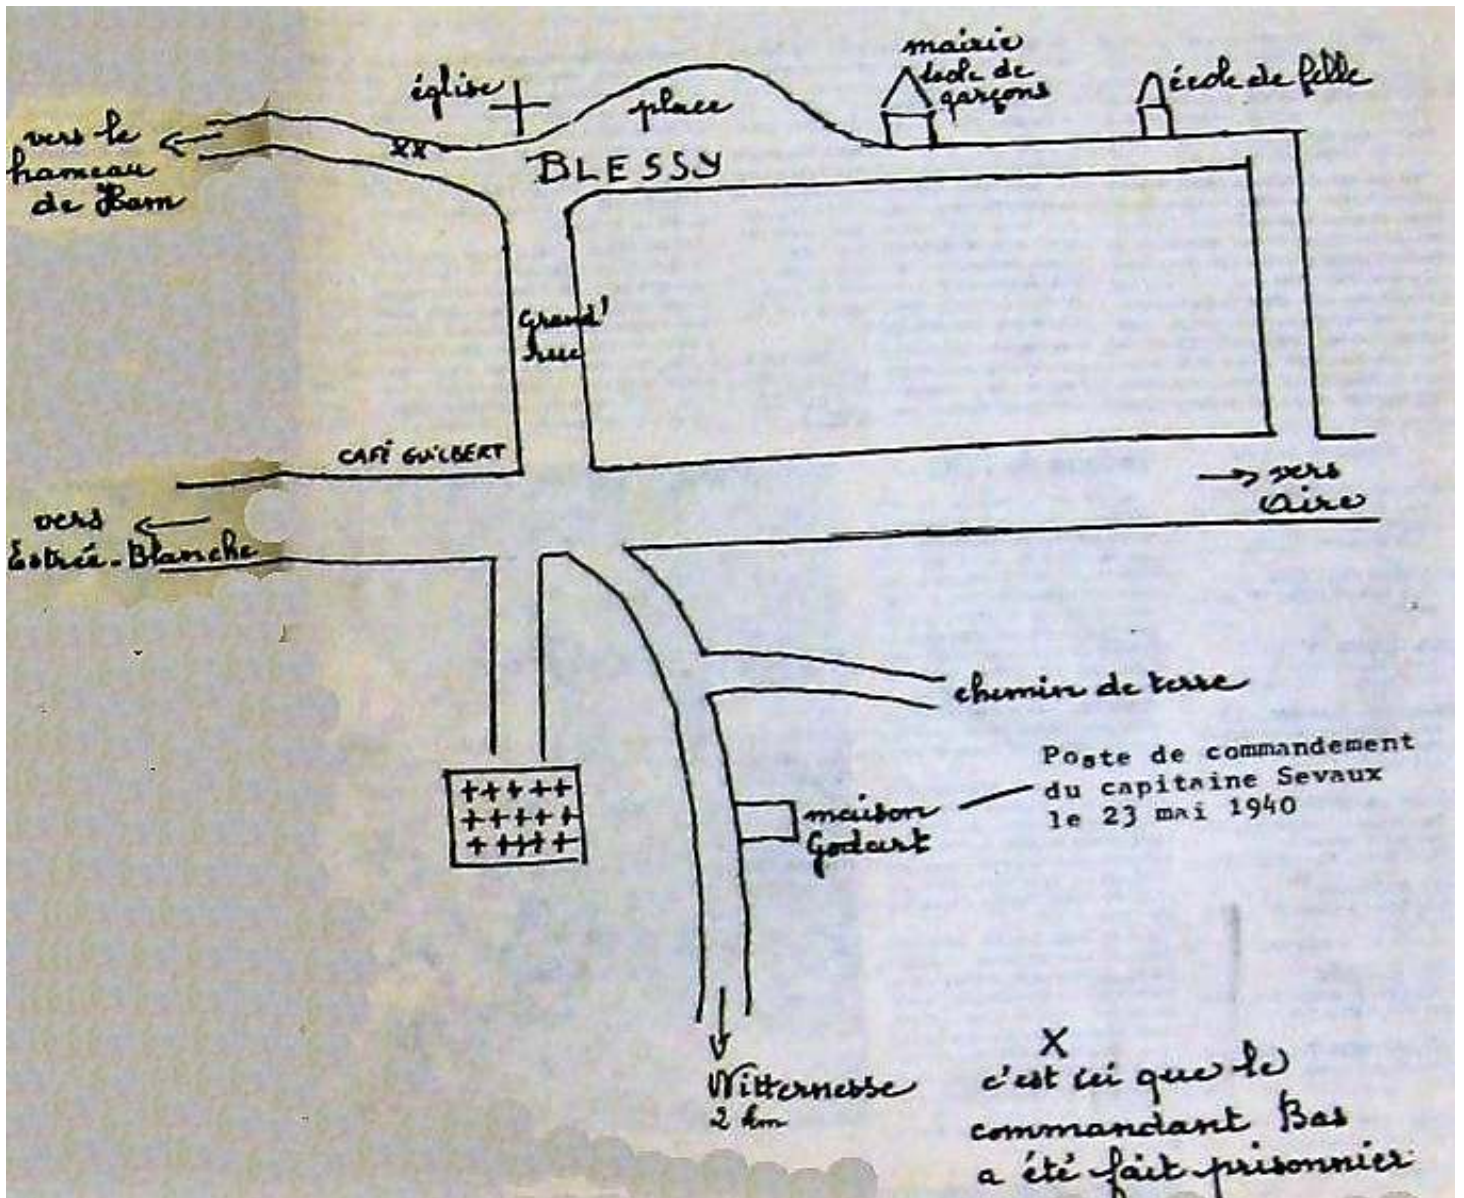 mairie
école de
garçons
école de fille
église
place
vers le
hameau
de Ham
xx
BLESSY
Grand'
rue
CAFÉ GUILBERT
vers
Aire
vers
Estrée-Blanche
chemin de terre
Poste de commandement
du capitaine Sevaux
le 23 mai 1940
maison
Godart
Witternesse
2 km
X
c'est ici que le
commandant Bas
a été fait prisonnier